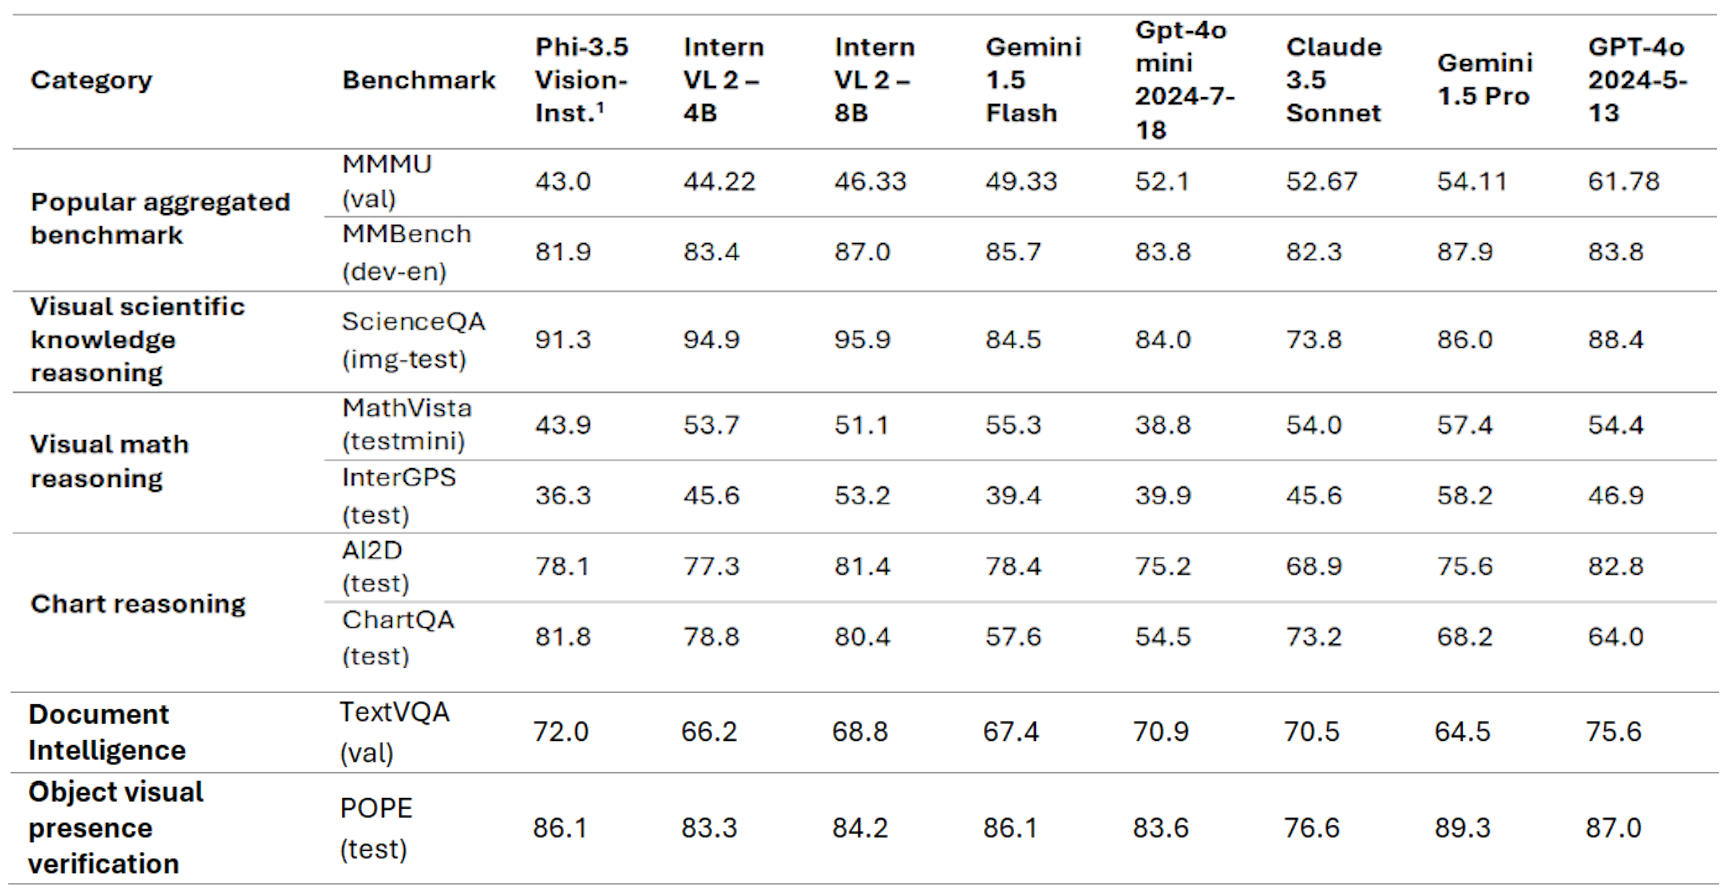 Category Benchmark Phi-3.5 Vision-Inst.¹ Intern VL 2 – 4B Intern VL 2 – 8B Gemini 1.5 Flash Gpt-4o mini 2024-7-18 Claude 3.5 Sonnet Gemini 1.5 Pro GPT-4o 2024-5-13
Popular aggregated benchmark MMMU (val) 43.0 44.22 46.33 49.33 52.1 52.67 54.11 61.78
MMBench (dev-en) 81.9 83.4 87.0 85.7 83.8 82.3 87.9 83.8
Visual scientific knowledge reasoning ScienceQA (img-test) 91.3 94.9 95.9 84.5 84.0 73.8 86.0 88.4
Visual math reasoning MathVista (testmini) 43.9 53.7 51.1 55.3 38.8 54.0 57.4 54.4
InterGPS (test) 36.3 45.6 53.2 39.4 39.9 45.6 58.2 46.9
Chart reasoning AI2D (test) 78.1 77.3 81.4 78.4 75.2 68.9 75.6 82.8
ChartQA (test) 81.8 78.8 80.4 57.6 54.5 73.2 68.2 64.0
Document Intelligence TextVQA (val) 72.0 66.2 68.8 67.4 70.9 70.5 64.5 75.6
Object visual presence verification POPE (test) 86.1 83.3 84.2 86.1 83.6 76.6 89.3 87.0